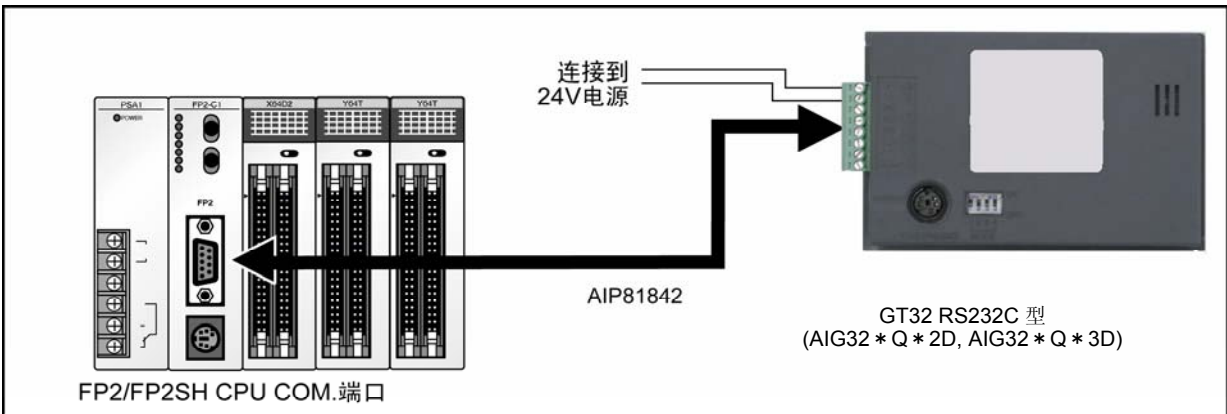 连接到
24V电源
PSA1
POWER
FP2-C1
X64D2
Y64T
Y64T
FP2
AIP81842
GT32 RS232C 型
(AIG32＊Q＊2D, AIG32＊Q＊3D)
FP2/FP2SH CPU COM.端口